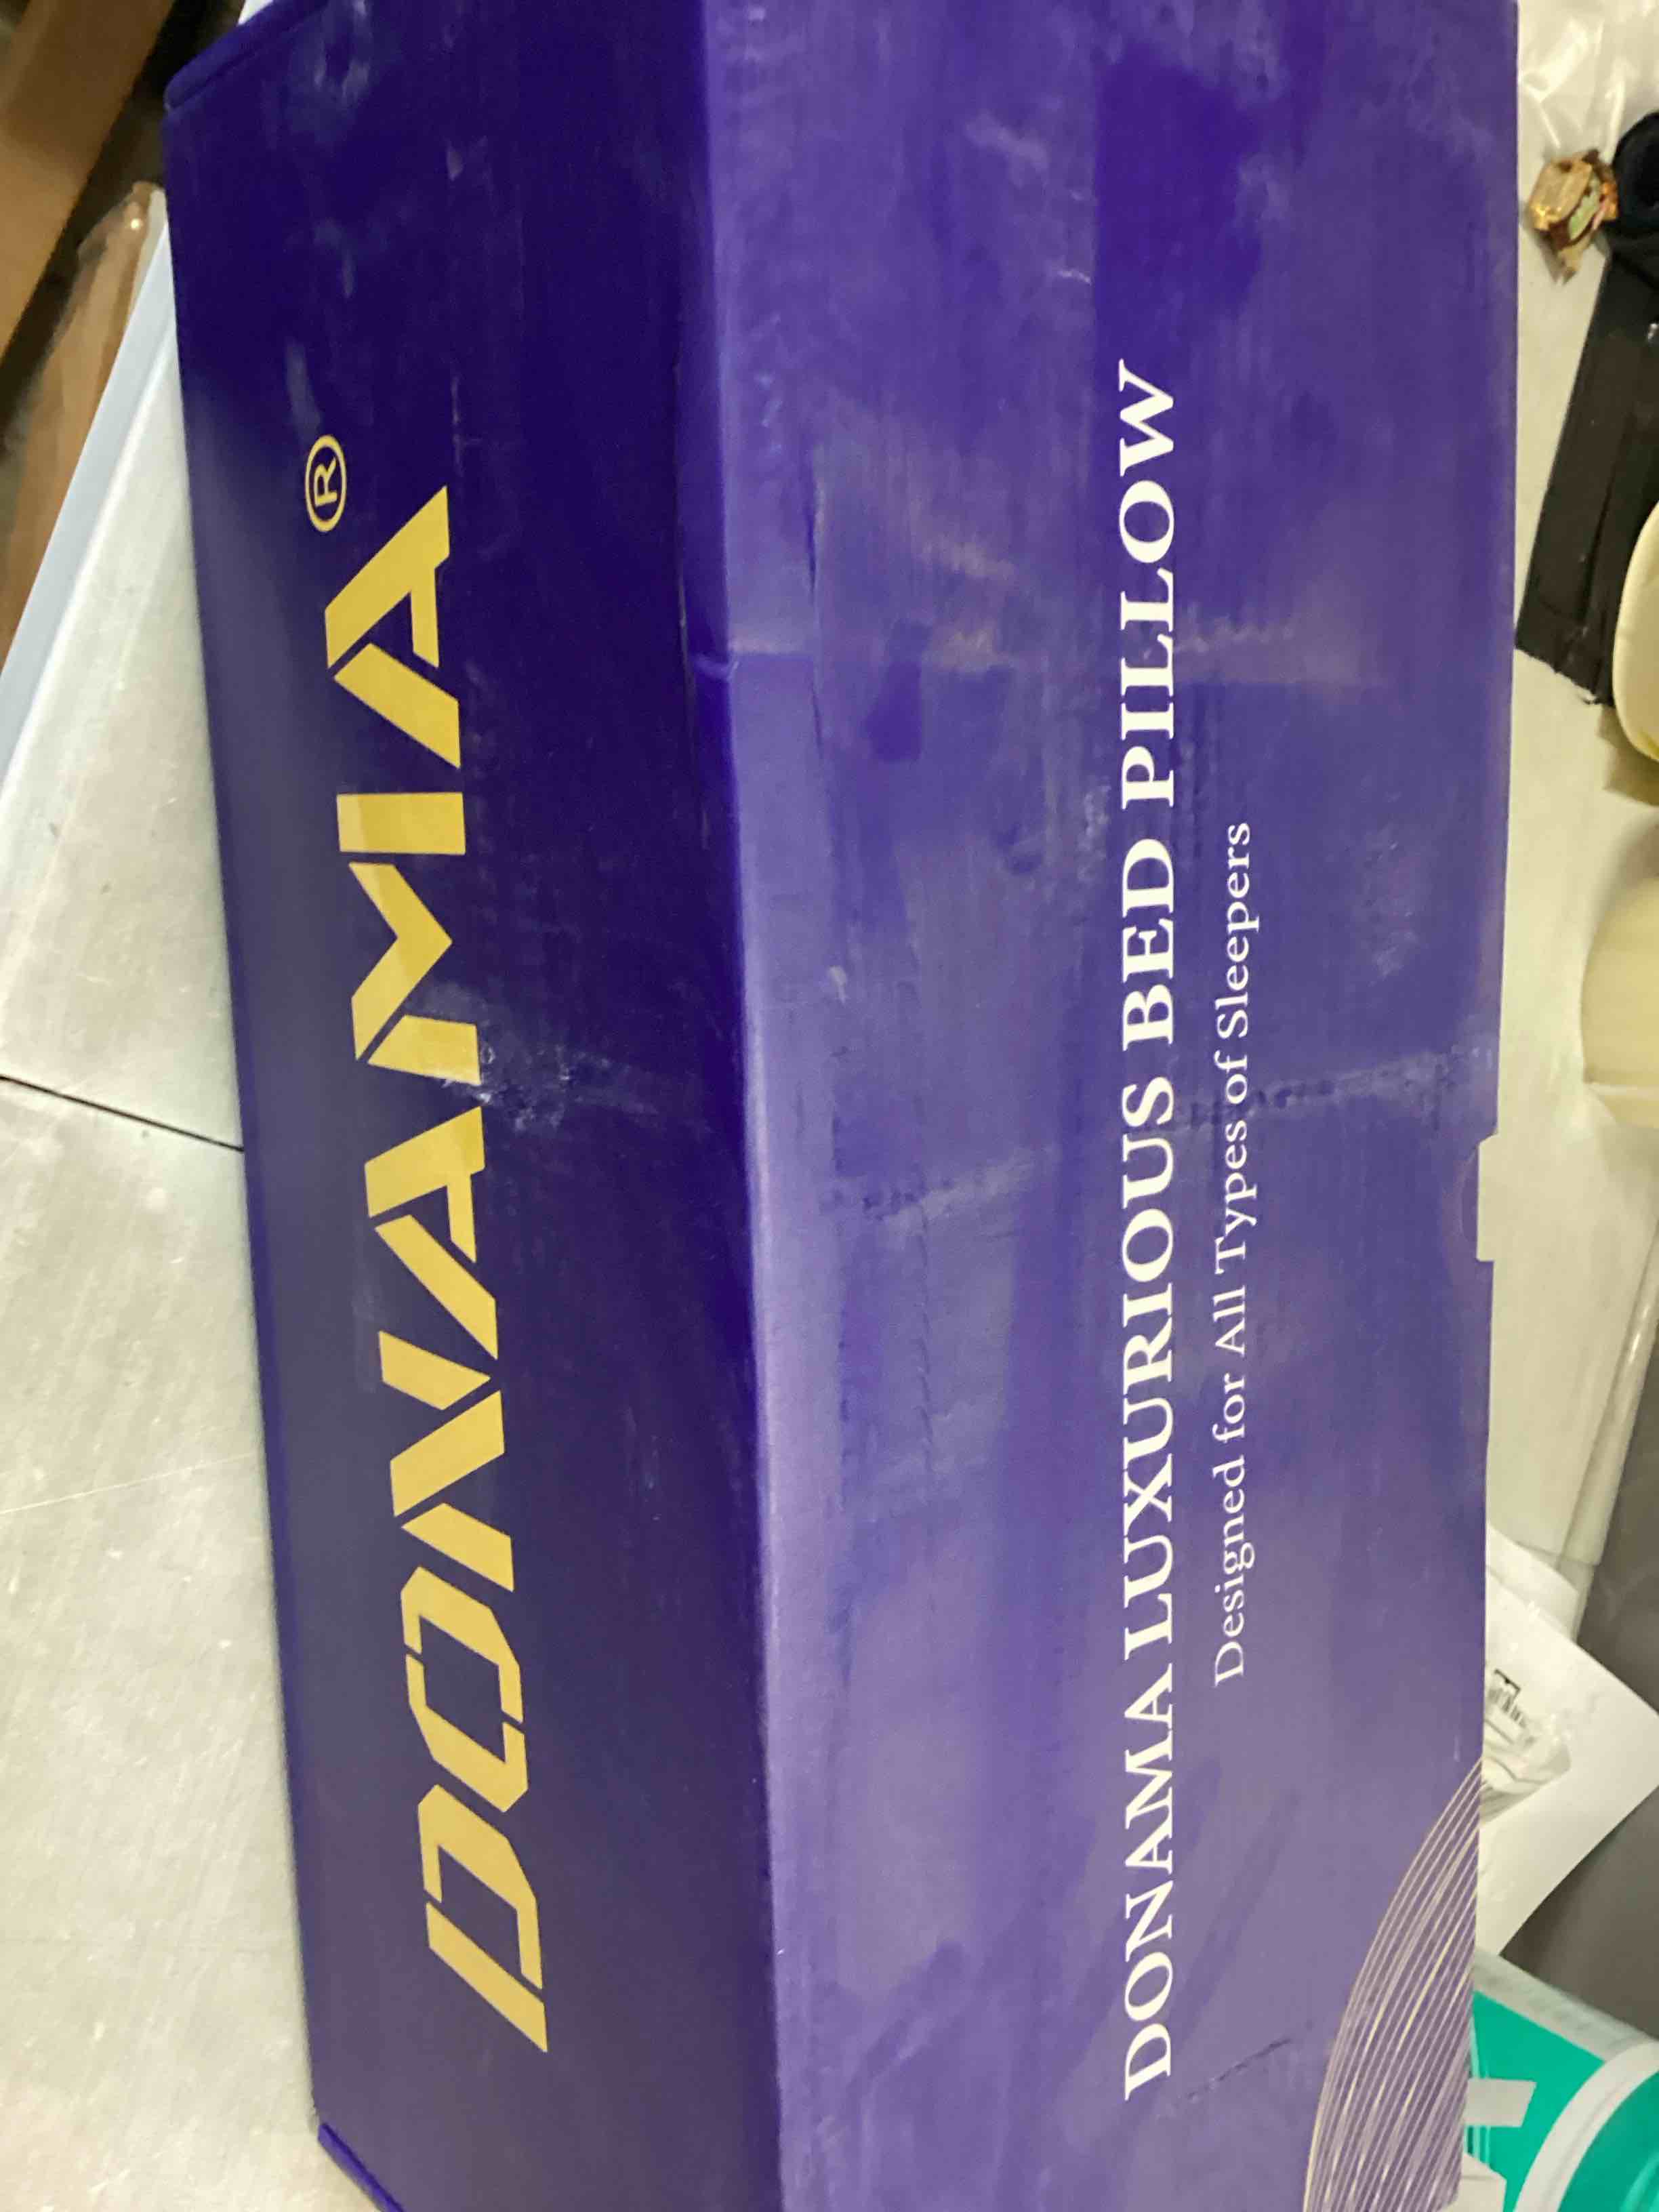 DONAMA®
DONAMA LUXURIOUS BED PILLOW
Designed for All Types of Sleepers